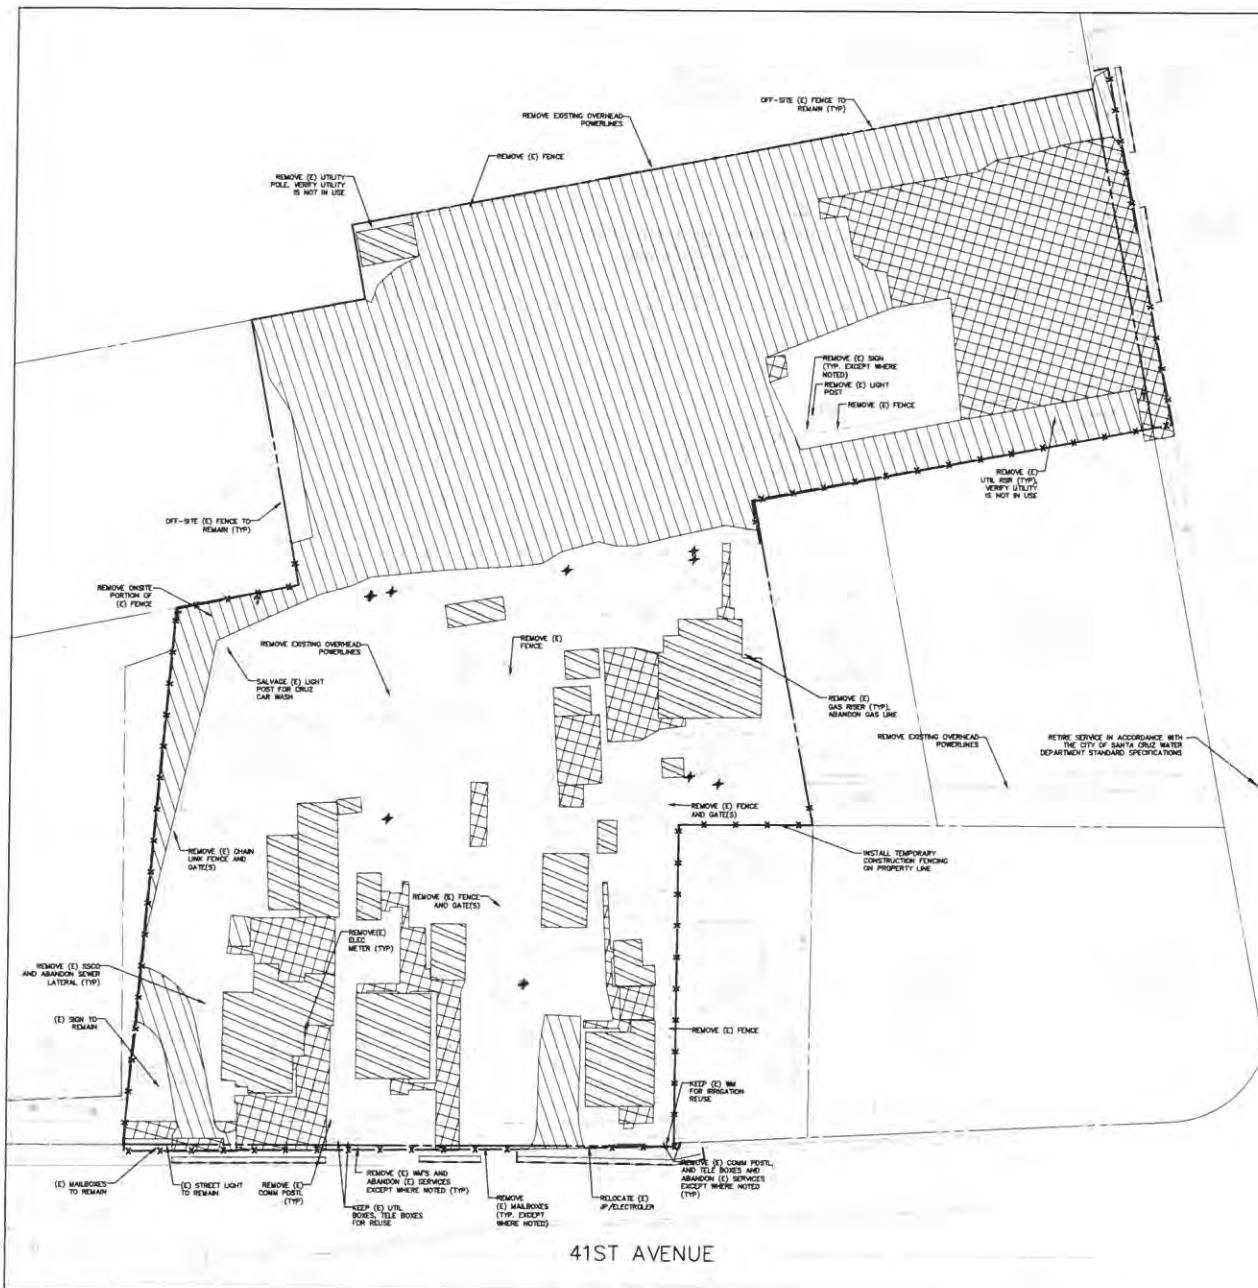 OFF-SITE (E) FENCE TO
REMAIN (TYP)
REMOVE EXISTING OVERHEAD
POWERLINES
REMOVE (E) FENCE
REMOVE (E) UTILITY
POLE, VERIFY UTILITY
IS NOT IN USE
REMOVE (E) SIGN
(TYP. EXCEPT WHERE
NOTED)
REMOVE (E) LIGHT
POST
REMOVE (E) FENCE
REMOVE (E)
UTIL RISR (TYP),
VERIFY UTILITY
IS NOT IN USE
OFF-SITE (E) FENCE TO
REMAIN (TYP)
REMOVE ONSITE
PORTION OF
(E) FENCE
REMOVE EXISTING OVERHEAD
POWERLINES
REMOVE (E)
FENCE
SALVAGE (E) LIGHT
POST FOR CRUZ
CAR WASH
REMOVE (E)
GAS RISER (TYP),
ABANDON GAS LINE
REMOVE EXISTING OVERHEAD
POWERLINES
RETIRE SERVICE IN ACCORDANCE WITH
THE CITY OF SANTA CRUZ WATER
DEPARTMENT STANDARD SPECIFICATIONS
REMOVE (E) FENCE
AND GATE(S)
REMOVE (E) CHAIN
LINK FENCE AND
GATE(S)
INSTALL TEMPORARY
CONSTRUCTION FENCING
ON PROPERTY LINE
REMOVE (E) FENCE
AND GATE(S)
REMOVE(E)
ELEC
METER (TYP)
REMOVE (E) SSCO
AND ABANDON SEWER
LATERAL (TYP)
(E) SIGN TO
REMAIN
REMOVE (E) FENCE
KEEP (E) WM
FOR IRRIGATION
REUSE
(E) MAILBOXES
TO REMAIN
(E) STREET LIGHT
TO REMAIN
REMOVE (E)
COMM PDSTL
(TYP)
REMOVE (E) WM'S AND
ABANDON (E) SERVICES
EXCEPT WHERE NOTED (TYP)
KEEP (E) UTIL
BOXES, TELE BOXES
FOR REUSE
REMOVE
(E) MAILBOXES
(TYP. EXCEPT
WHERE NOTED)
RELOCATE (E)
JP/ELECTROLER
REMOVE (E) COMM PDSTL,
AND TELE BOXES AND
ABANDON (E) SERVICES
EXCEPT WHERE NOTED
(TYP)
41ST AVENUE